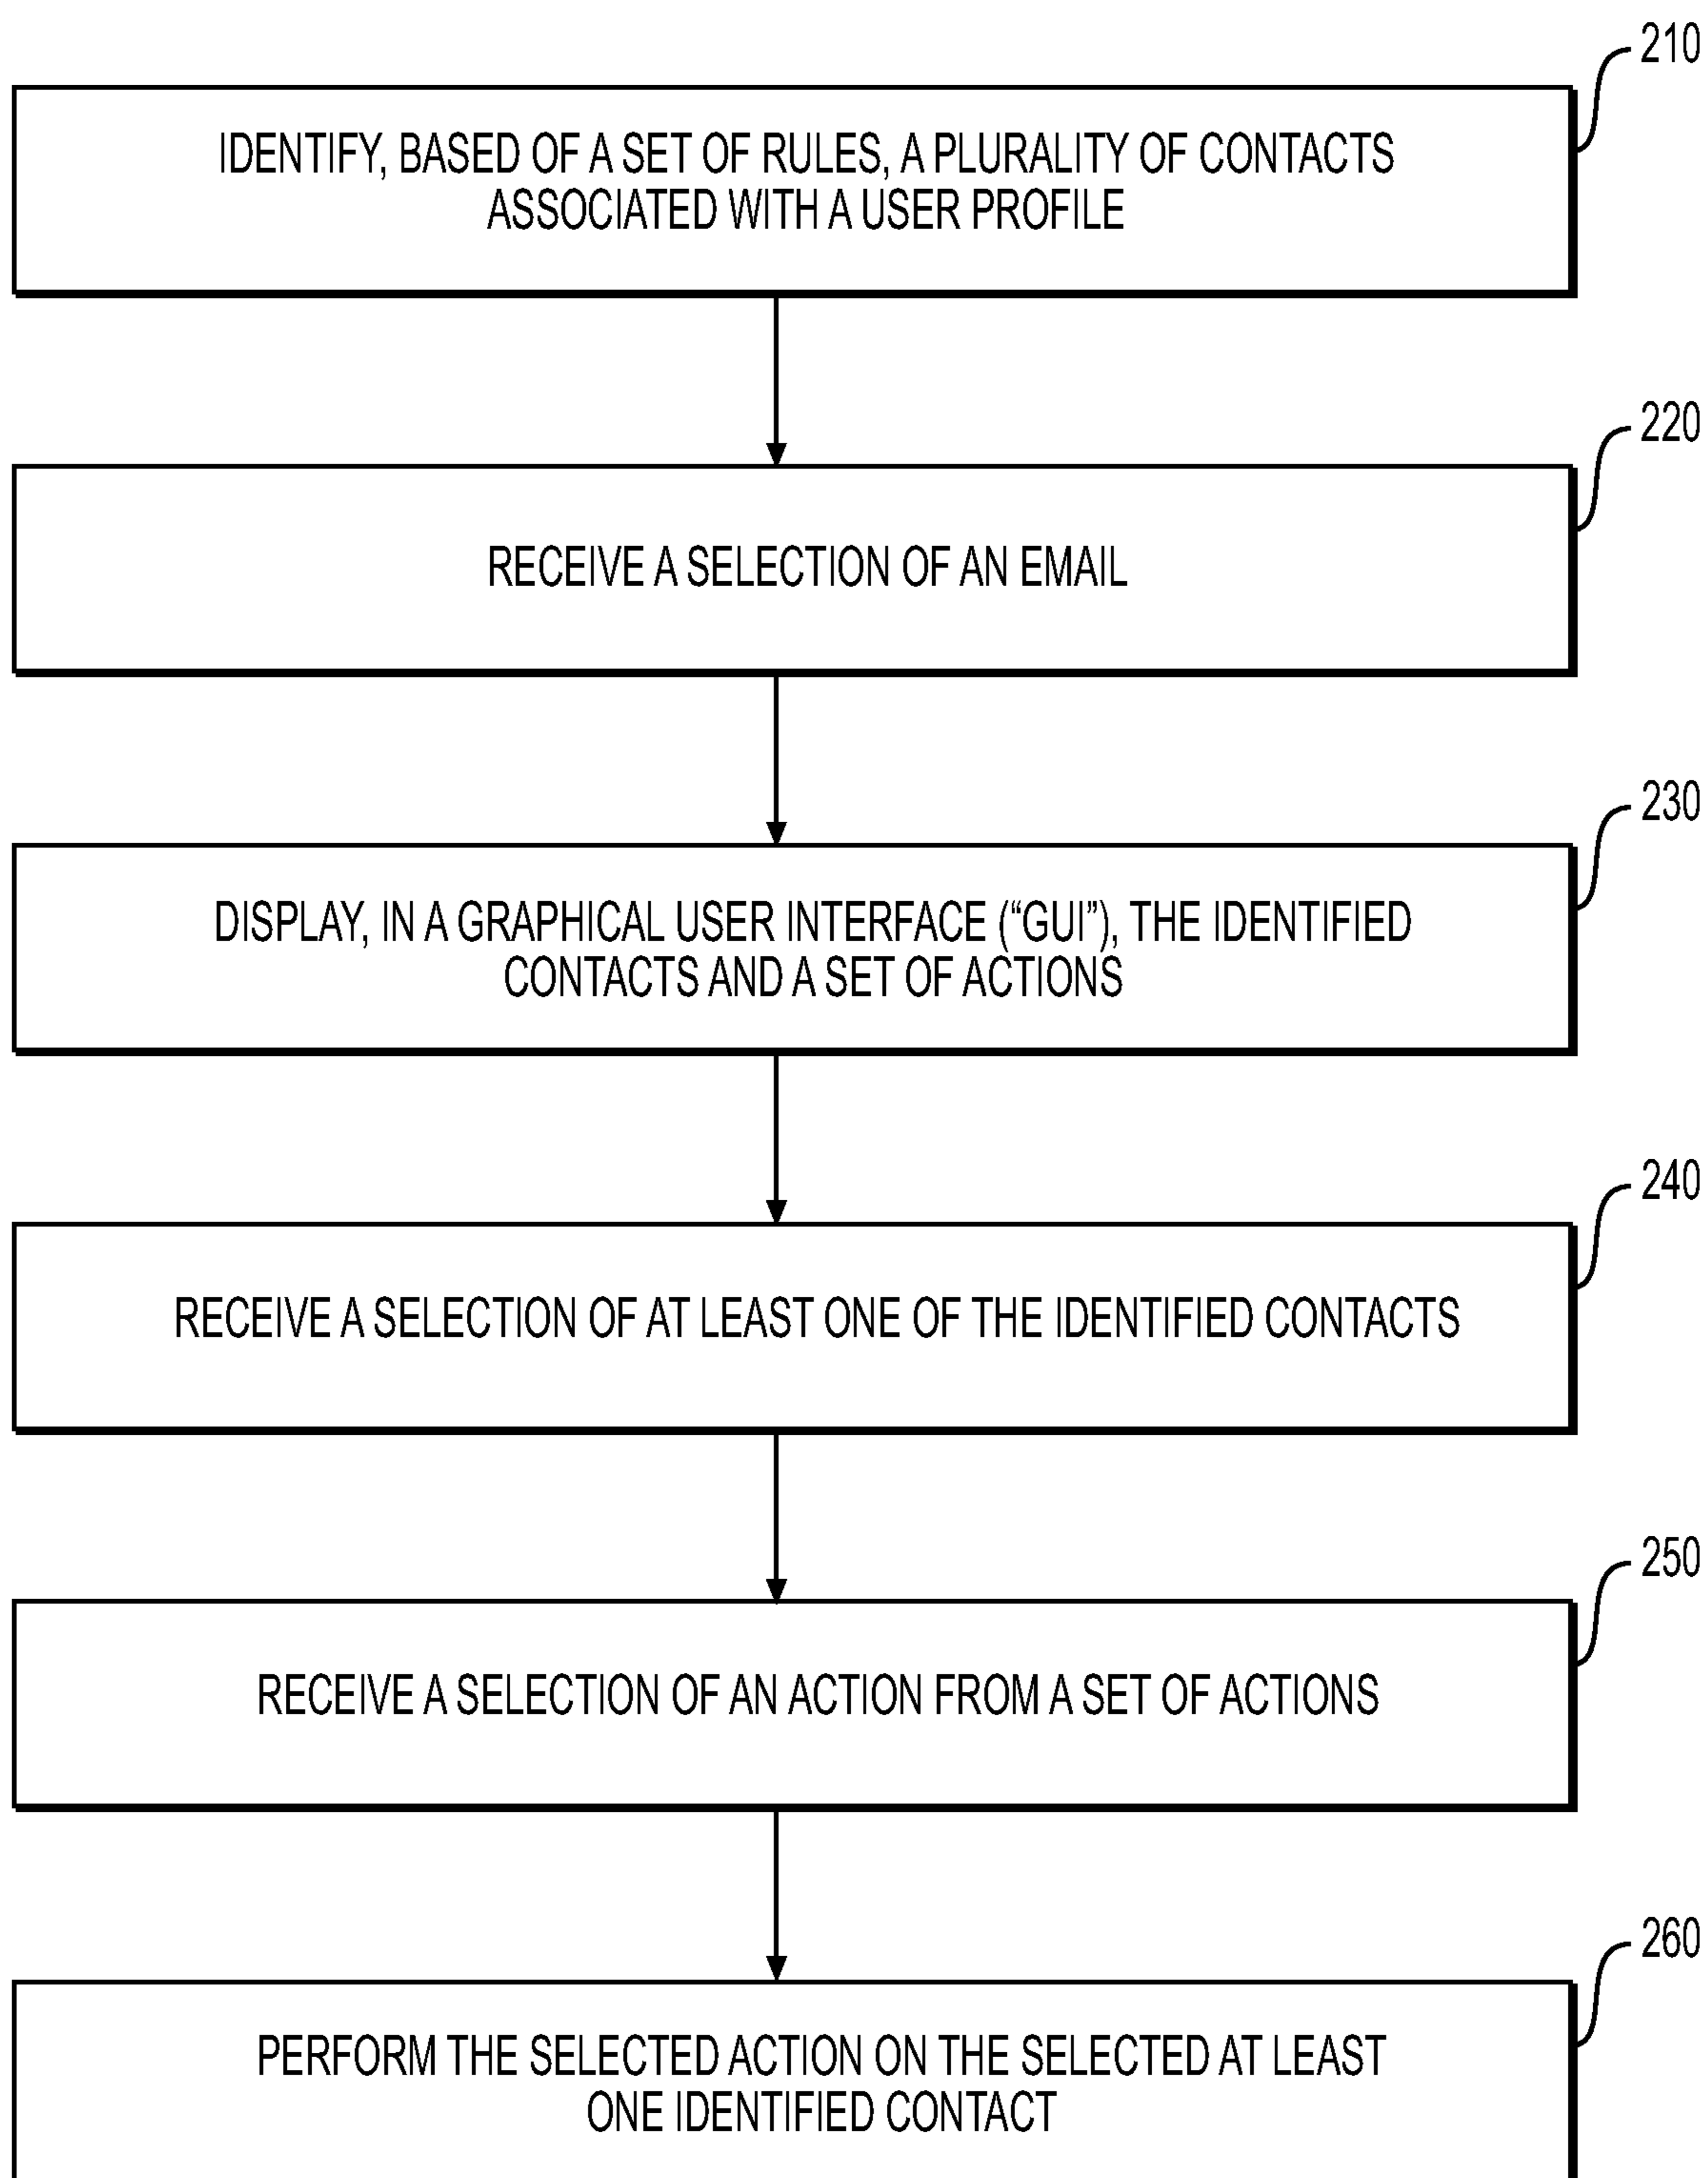 210
IDENTIFY, BASED OF A SET OF RULES, A PLURALITY OF CONTACTS
ASSOCIATED WITH A USER PROFILE
220
RECEIVE A SELECTION OF AN EMAIL
230
DISPLAY, IN A GRAPHICAL USER INTERFACE (“GUI”), THE IDENTIFIED
CONTACTS AND A SET OF ACTIONS
240
RECEIVE A SELECTION OF AT LEAST ONE OF THE IDENTIFIED CONTACTS
250
RECEIVE A SELECTION OF AN ACTION FROM A SET OF ACTIONS
260
PERFORM THE SELECTED ACTION ON THE SELECTED AT LEAST
ONE IDENTIFIED CONTACT